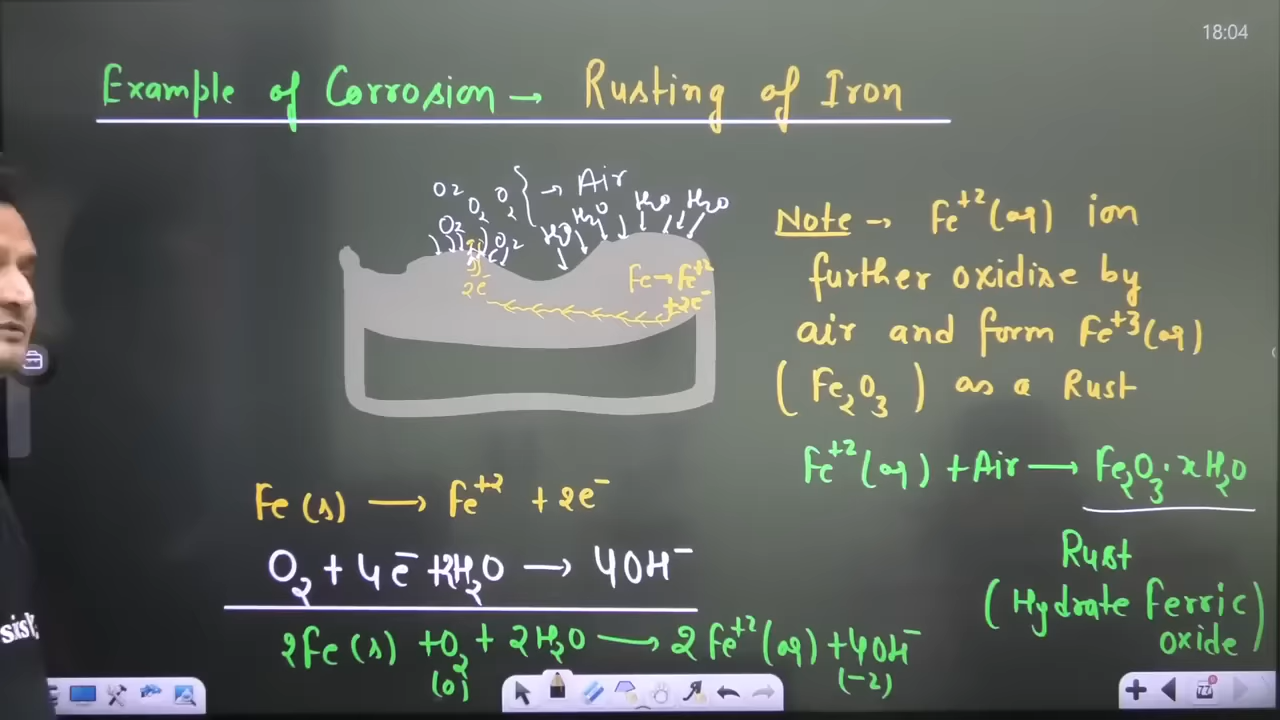 18:04
Example of Corrosion → Rusting of Iron
O2 O2 O2 } → Air
O2 O2 H2O H2O H2O H2O
2e⁻
Fe → Fe⁺²
+2e⁻
Note → Fe⁺²(aq) ion
further oxidise by
air and form Fe⁺³(aq)
(Fe₂O₃) as a Rust
Fe⁺²(aq) + Air → Fe₂O₃·xH₂O
Rust
(Hydrate Ferric
oxide)
Fe(s) → Fe⁺² + 2e⁻
O₂ + 4e⁻ + 2H₂O → 4OH⁻
2Fe(s) + O₂ + 2H₂O → 2Fe⁺²(aq) + 4OH⁻
(0) (-2)